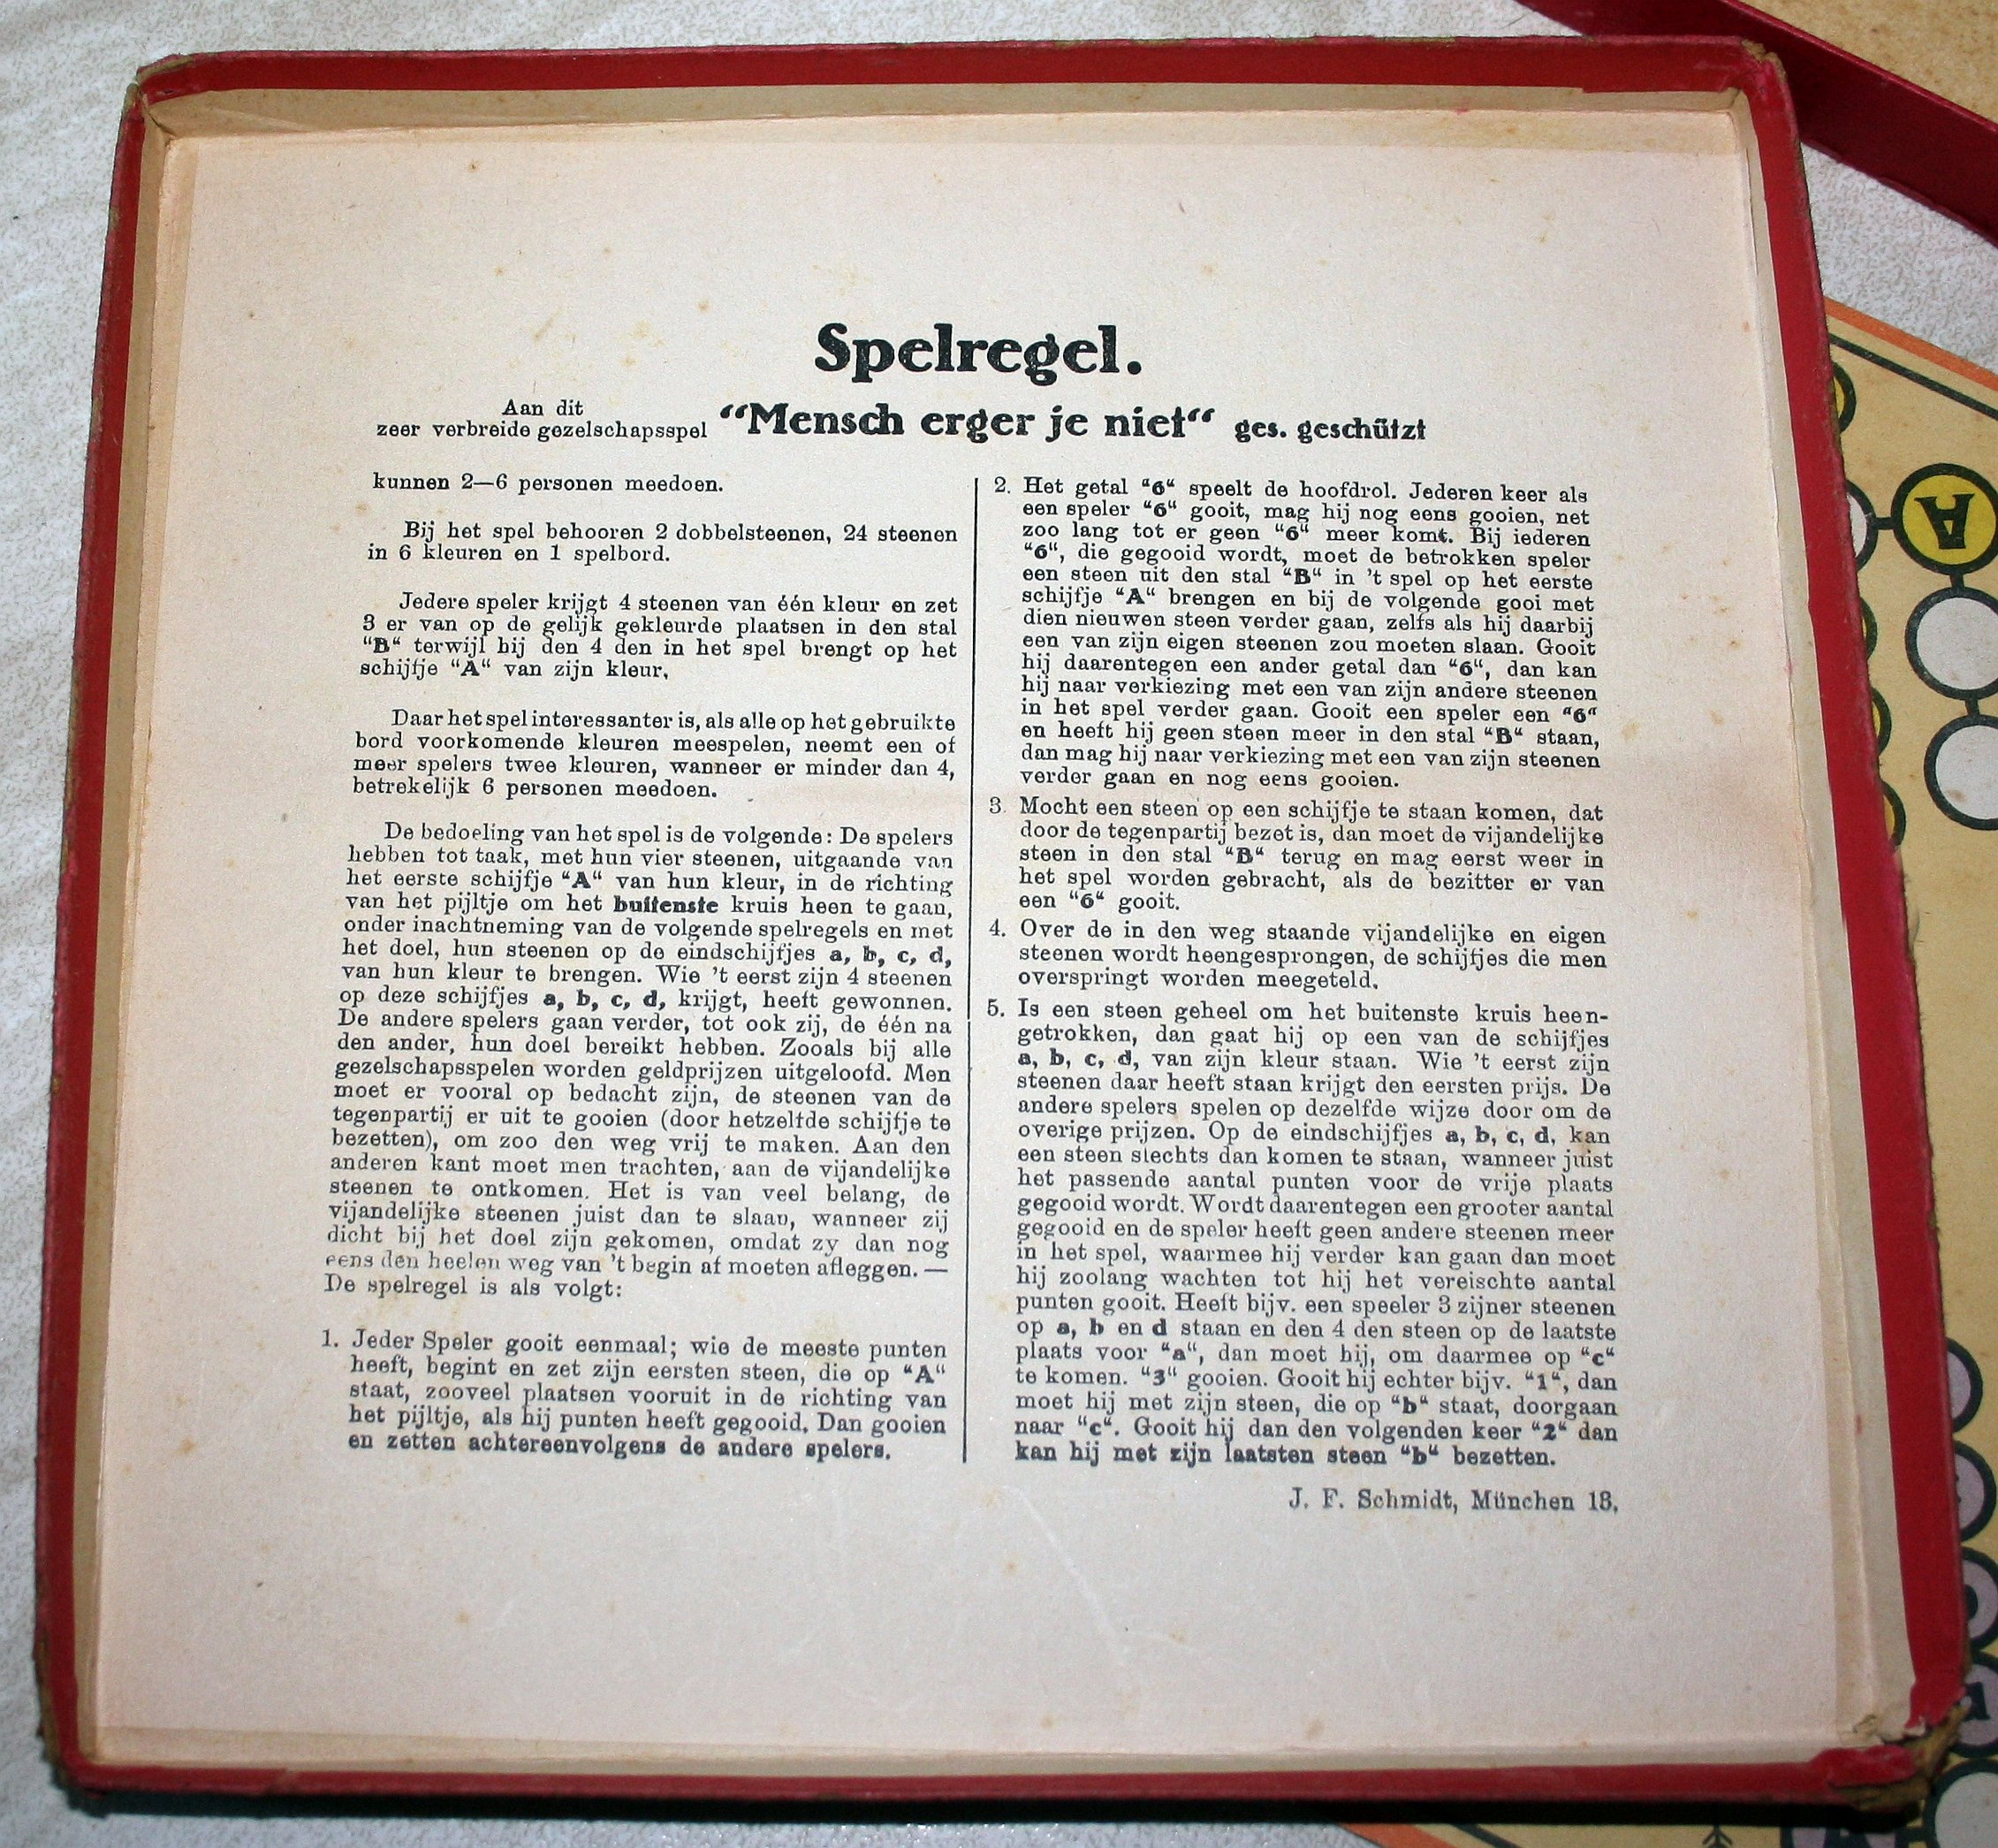 Spelregel.
Aan dit
zeer verbreide gezelschapsspel “Mensch erger je niet“ ges. geschützt
kunnen 2—6 personen meedoen.
Bij het spel behooren 2 dobbelsteenen, 24 steenen
in 6 kleuren en 1 spelbord.
Jedere speler krijgt 4 steenen van één kleur en zet
3 er van op de gelijk gekleurde plaatsen in den stal
“B“ terwijl hij den 4 den in het spel brengt op het
schijfje “A“ van zijn kleur.
Daar het spel interessanter is, als alle op het gebruikte
bord voorkomende kleuren meespelen, neemt een of
meer spelers twee kleuren, wanneer er minder dan 4,
betrekelijk 6 personen meedoen.
De bedoeling van het spel is de volgende: De spelers
hebben tot taak, met hun vier steenen, uitgaande van
het eerste schijfje “A“ van hun kleur, in de richting
van het pijltje om het buitenste kruis heen te gaan,
onder inachtneming van de volgende spelregels en met
het doel, hun steenen op de eindschijfjes a, b, c, d,
van hun kleur te brengen. Wie ’t eerst zijn 4 steenen
op deze schijfjes a, b, c, d, krijgt, heeft gewonnen.
De andere spelers gaan verder, tot ook zij, de één na
den ander, hun doel bereikt hebben. Zooals bij alle
gezelschapsspelen worden geldprijzen uitgeloofd. Men
moet er vooral op bedacht zijn, de steenen van de
tegenpartij er uit te gooien (door hetzelfde schijfje te
bezetten), om zoo den weg vrij te maken. Aan den
anderen kant moet men trachten, aan de vijandelijke
steenen te ontkomen. Het is van veel belang, de
vijandelijke steenen juist dan te slaan, wanneer zij
dicht bij het doel zijn gekomen, omdat zy dan nog
eens den heelen weg van ’t begin af moeten afleggen. —
De spelregel is als volgt:
1. Jeder Speler gooit eenmaal; wie de meeste punten
heeft, begint en zet zijn eersten steen, die op “A“
staat, zooveel plaatsen vooruit in de richting van
het pijltje, als hij punten heeft gegooid. Dan gooien
en zetten achtereenvolgens de andere spelers.
2. Het getal “6“ speelt de hoofdrol. Jederen keer als
een speler “6“ gooit, mag hij nog eens gooien, net
zoo lang tot er geen “6“ meer komt. Bij iederen
“6“, die gegooid wordt, moet de betrokken speler
een steen uit den stal “B“ in ’t spel op het eerste
schijfje “A“ brengen en bij de volgende gooi met
dien nieuwen steen verder gaan, zelfs als hij daarbij
een van zijn eigen steenen zou moeten slaan. Gooit
hij daarentegen een ander getal dan “6“, dan kan
hij naar verkiezing met een van zijn andere steenen
in het spel verder gaan. Gooit een speler een “6“
en heeft hij geen steen meer in den stal “B“ staan,
dan mag hij naar verkiezing met een van zijn steenen
verder gaan en nog eens gooien.
3. Mocht een steen op een schijfje te staan komen, dat
door de tegenpartij bezet is, dan moet de vijandelijke
steen in den stal “B“ terug en mag eerst weer in
het spel worden gebracht, als de bezitter er van
een “6“ gooit.
4. Over de in den weg staande vijandelijke en eigen
steenen wordt heengesprongen, de schijfjes die men
overspringt worden meegeteld.
5. Is een steen geheel om het buitenste kruis heen-
getrokken, dan gaat hij op een van de schijfjes
a, b, c, d, van zijn kleur staan. Wie ’t eerst zijn
steenen daar heeft staan krijgt den eersten prijs. De
andere spelers spelen op dezelfde wijze door om de
overige prijzen. Op de eindschijfjes a, b, c, d, kan
een steen slechts dan komen te staan, wanneer juist
het passende aantal punten voor de vrije plaats
gegooid wordt. Wordt daarentegen een grooter aantal
gegooid en de speler heeft geen andere steenen meer
in het spel, waarmee hij verder kan gaan dan moet
hij zoolang wachten tot hij het vereischte aantal
punten gooit. Heeft bijv. een speeler 3 zijner steenen
op a, b en d staan en den 4 den steen op de laatste
plaats voor “a“, dan moet hij, om daarmee op “c“
te komen. “3“ gooien. Gooit hij echter bijv. “1“, dan
moet hij met zijn steen, die op “b“ staat, doorgaan
naar “c“. Gooit hij dan den volgenden keer “2“ dan
kan hij met zijn laatsten steen “b“ bezetten.
J. F. Schmidt, München 18.
A
a